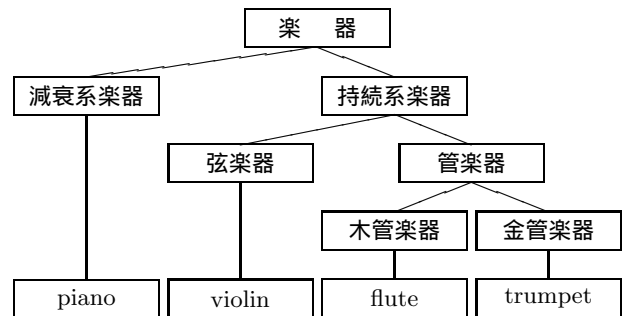 楽 器
減衰系楽器 持続系楽器
弦楽器 管楽器
木管楽器 金管楽器
piano violin flute trumpet